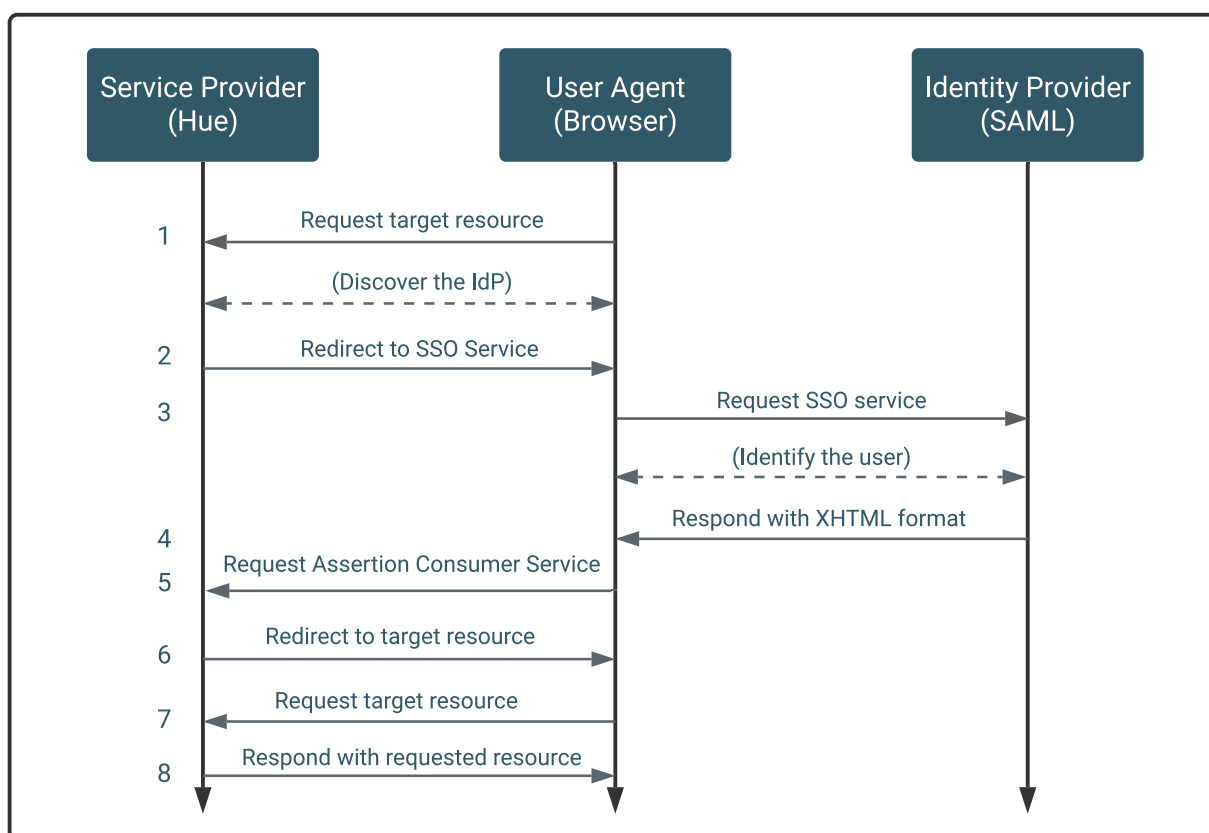 Service Provider
(Hue)
User Agent
(Browser)
Identity Provider
(SAML)
1
Request target resource
(Discover the IdP)
2
Redirect to SSO Service
3
Request SSO service
(Identify the user)
4
Respond with XHTML format
5
Request Assertion Consumer Service
6
Redirect to target resource
7
Request target resource
8
Respond with requested resource